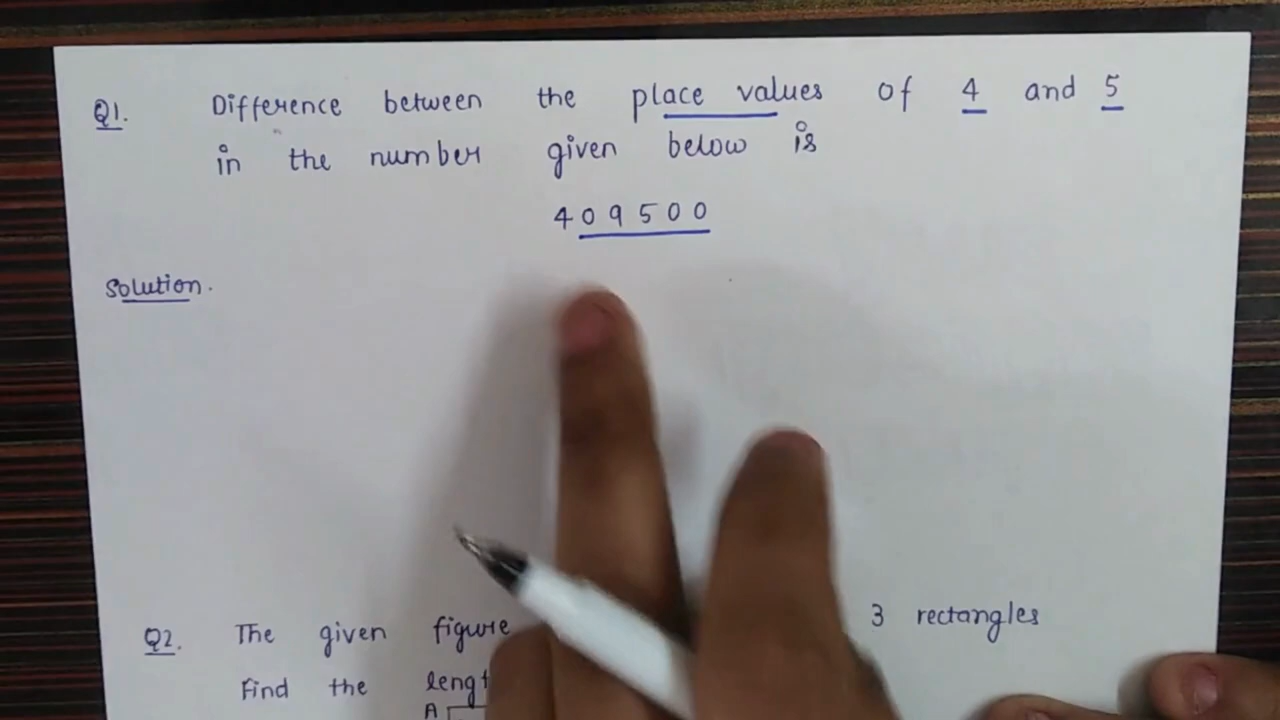 Q1. Difference between the place values of 4 and 5
in the number given below is
409500
Solution.
Q2. The given figure 3 rectangles
Find the
A